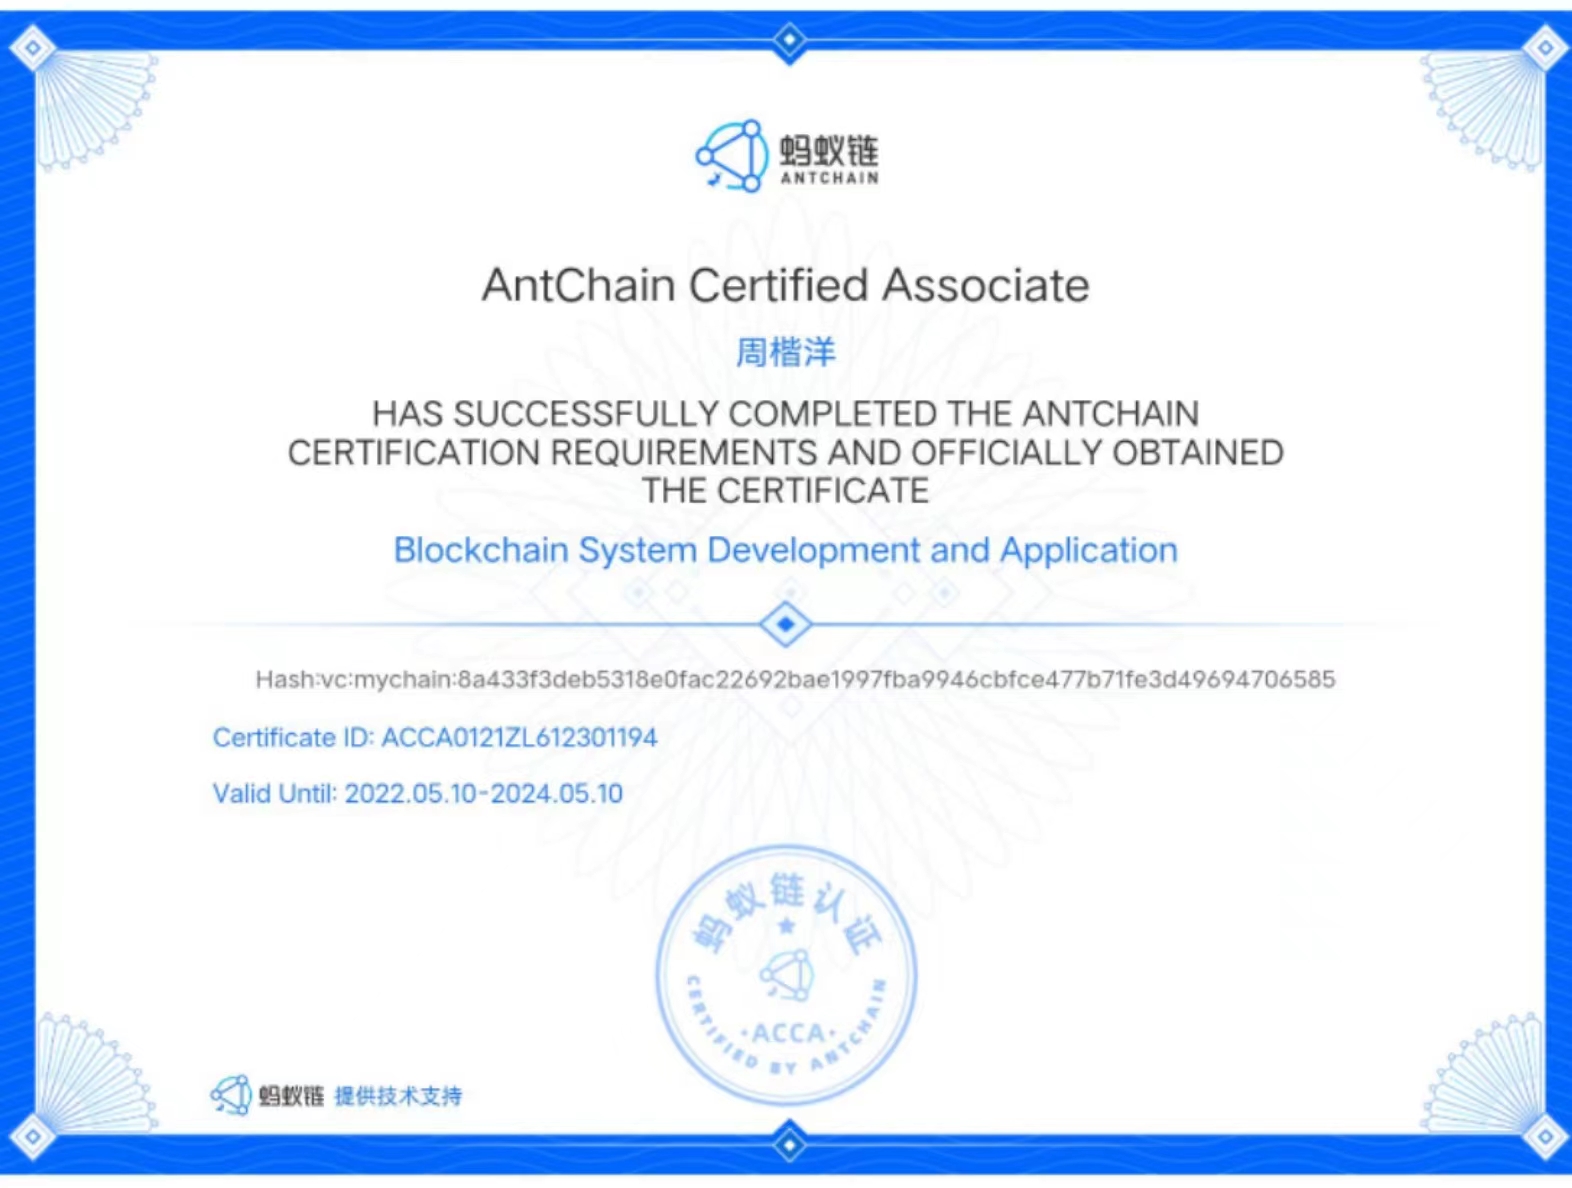 蚂蚁链
ANTCHAIN
AntChain Certified Associate
周楷洋
HAS SUCCESSFULLY COMPLETED THE ANTCHAIN
CERTIFICATION REQUIREMENTS AND OFFICIALLY OBTAINED
THE CERTIFICATE
Blockchain System Development and Application
Hash:vc:mychain:8a433f3deb5318e0fac22692bae1997fba9946cbfce477b71fe3d49694706585
Certificate ID: ACCA0121ZL612301194
Valid Until: 2022.05.10-2024.05.10
蚂蚁链认证
·ACCA·
CERTIFIED BY ANTCHAIN
蚂蚁链 提供技术支持